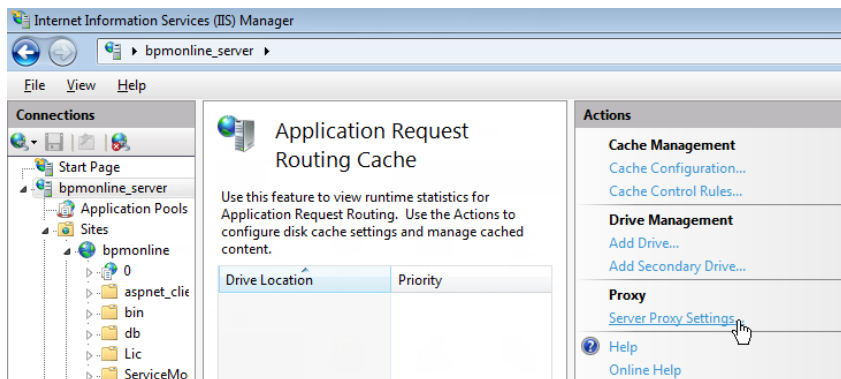 Internet Information Services (IIS) Manager
bpmonline_server
File View Help
Connections
Start Page
bpmonline_server
Application Pools
Sites
bpmonline
0
aspnet_clie
bin
db
Lic
ServiceMo
Application Request
Routing Cache
Use this feature to view runtime statistics for
Application Request Routing. Use the Actions to
configure disk cache settings and manage cached
content.
Drive Location Priority
Actions
Cache Management
Cache Configuration...
Cache Control Rules...
Drive Management
Add Drive...
Add Secondary Drive...
Proxy
Server Proxy Settings...
Help
Online Help